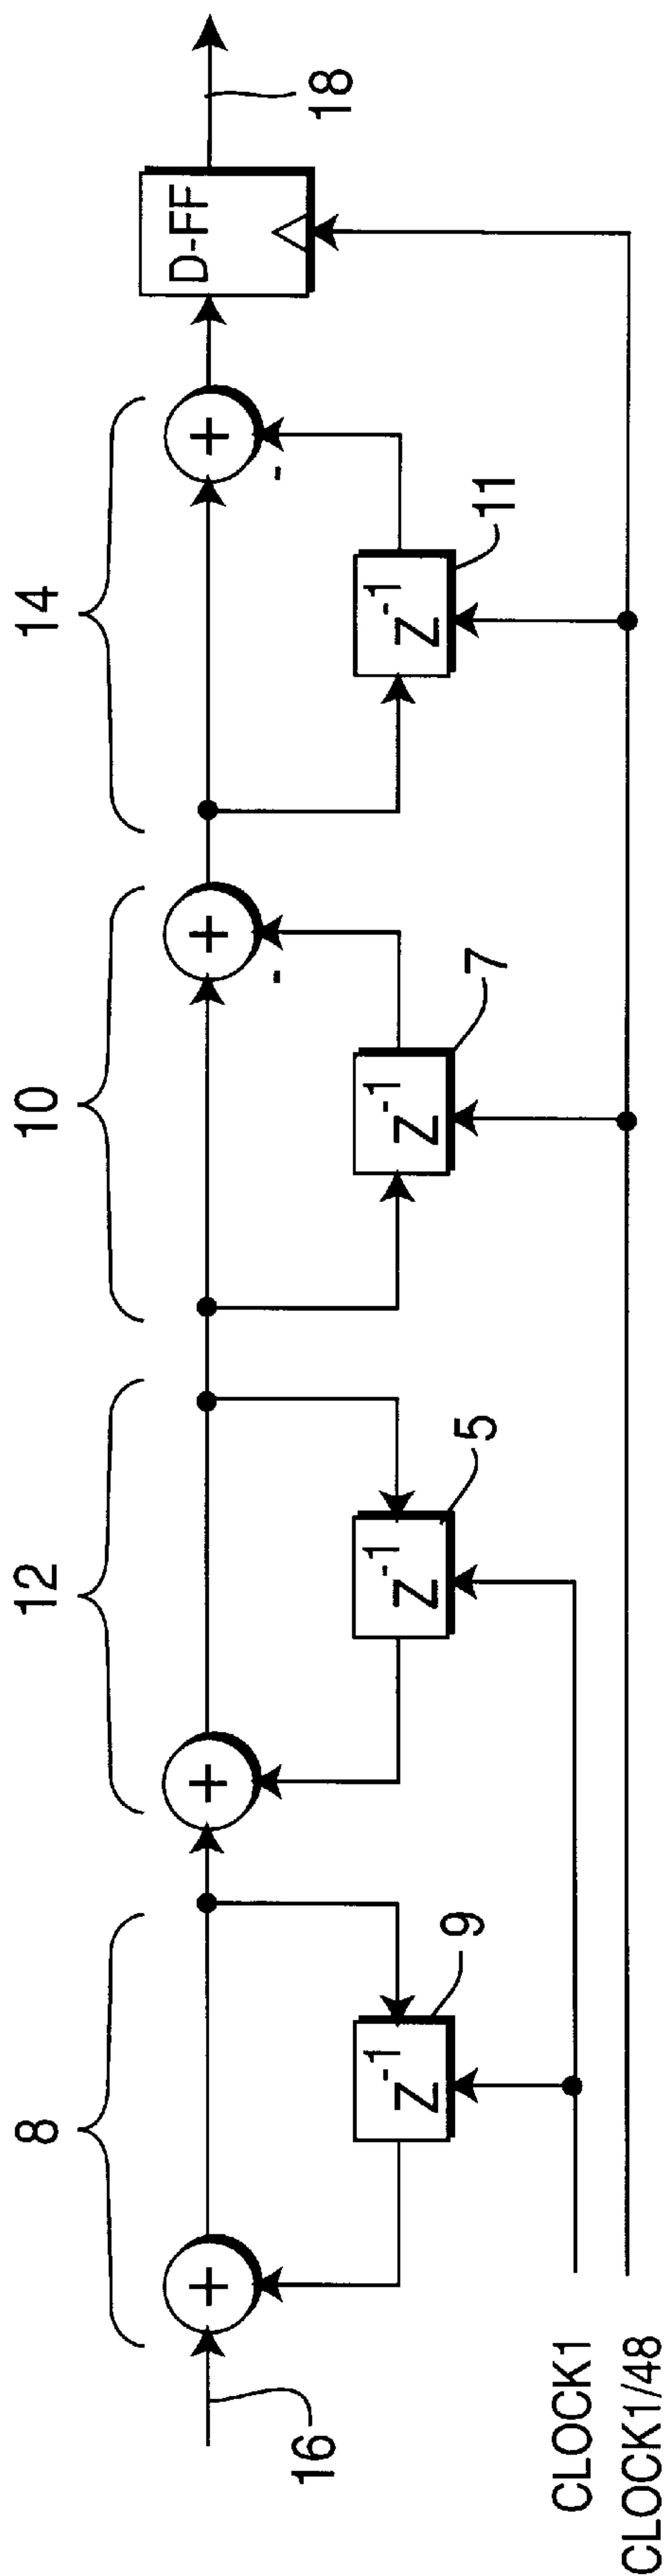 8
12
10
14
+
+
+
+
D-FF
16
18
-
-
Z⁻¹
9
Z⁻¹
5
Z⁻¹
7
Z⁻¹
11
CLOCK1
CLOCK1/48